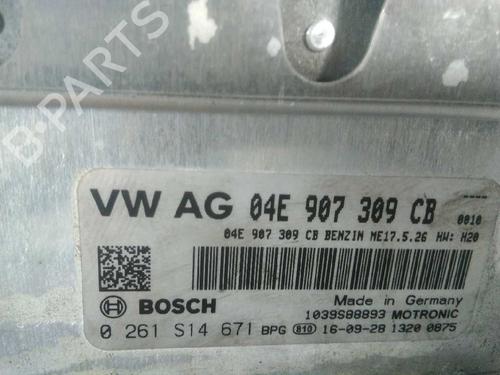 B-PARTS
VW AG 04E 907 309 CB 0010
04E 907 309 CB BENZIN ME17.5.26 HW: H20
BOSCH
Made in Germany
1039S88893 MOTRONIC
0 261 S14 671 BPG 810 16-09-28 1320 0875